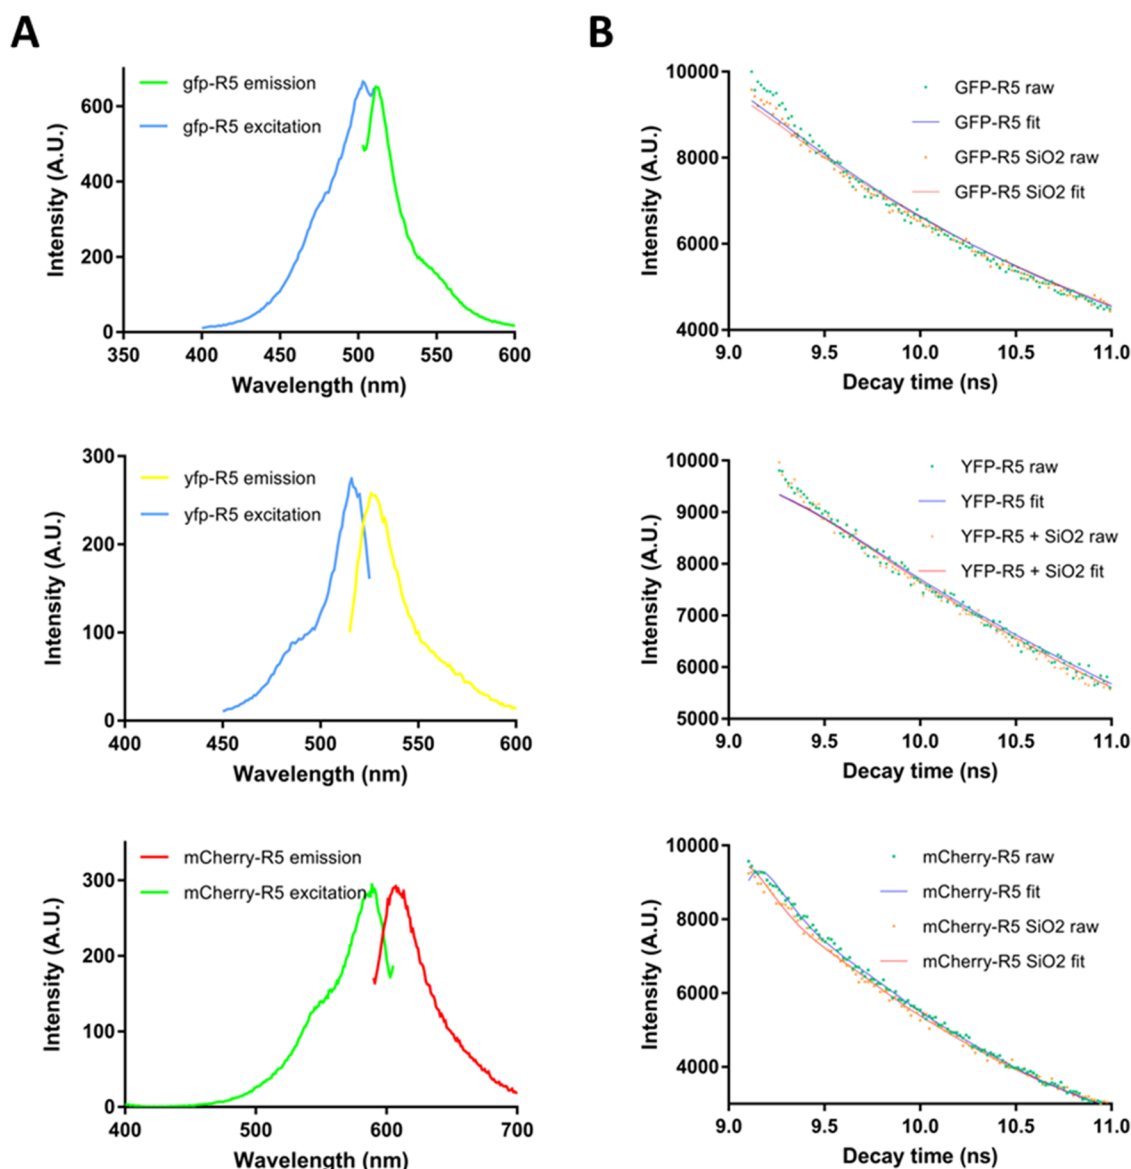 A
B
gfp-R5 emission
gfp-R5 excitation
Intensity (A.U.)
600
400
200
0
350 400 450 500 550 600
Wavelength (nm)
GFP-R5 raw
GFP-R5 fit
GFP-R5 SiO2 raw
GFP-R5 SiO2 fit
Intensity (A.U.)
10000
8000
6000
4000
9.0 9.5 10.0 10.5 11.0
Decay time (ns)
yfp-R5 emission
yfp-R5 excitation
Intensity (A.U.)
300
200
100
0
400 450 500 550 600
Wavelength (nm)
YFP-R5 raw
YFP-R5 fit
YFP-R5 + SiO2 raw
YFP-R5 + SiO2 fit
Intensity (A.U.)
10000
9000
8000
7000
6000
5000
9.0 9.5 10.0 10.5 11.0
Decay time (ns)
mCherry-R5 emission
mCherry-R5 excitation
Intensity (A.U.)
300
200
100
0
400 500 600 700
Wavelength (nm)
mCherry-R5 raw
mCherry-R5 fit
mCherry-R5 SiO2 raw
mCherry-R5 SiO2 fit
Intensity (A.U.)
10000
8000
6000
4000
9.0 9.5 10.0 10.5 11.0
Decay time (ns)